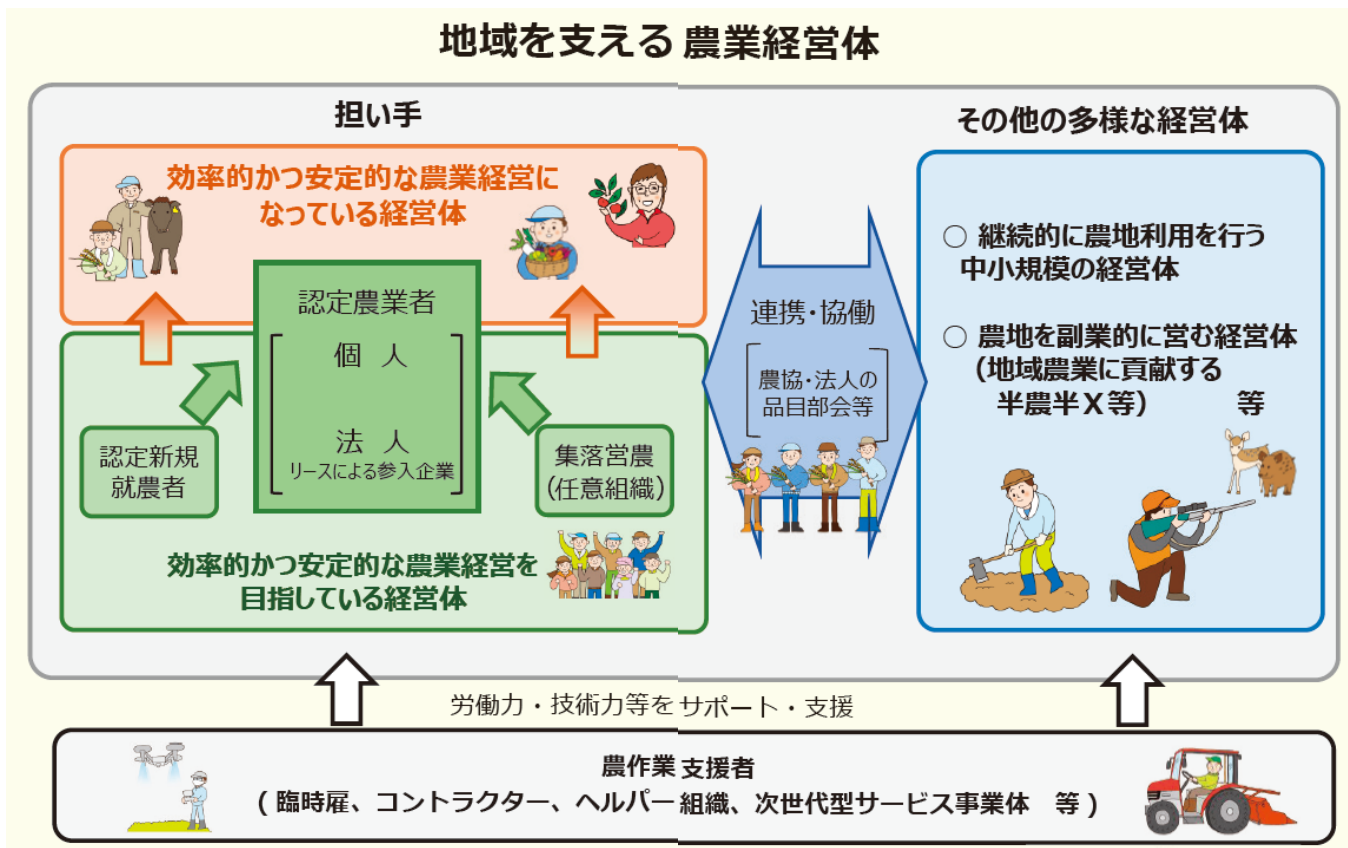 地域を支える農業経営体
担い手
効率的かつ安定的な農業経営に
なっている経営体
認定農業者
個 人
法 人
リースによる参入企業
認定新規
就農者
集落営農
(任意組織)
効率的かつ安定的な農業経営を
目指している経営体
連携・協働
農協・法人の
品目部会等
その他の多様な経営体
○ 継続的に農地利用を行う
中小規模の経営体
○ 農地を副業的に営む経営体
(地域農業に貢献する
半農半X等) 等
労働力・技術力等をサポート・支援
農作業支援者
(臨時雇、コントラクター、ヘルパー組織、次世代型サービス事業体 等)